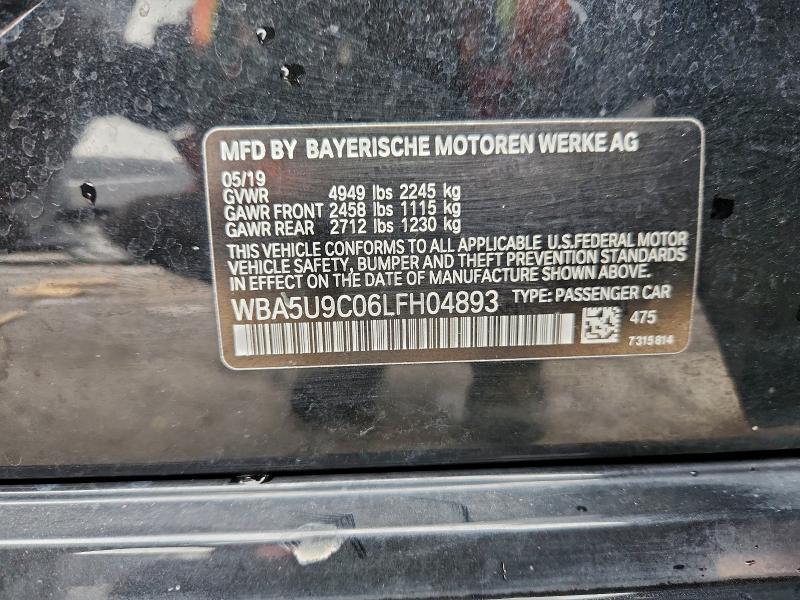 MFD BY BAYERISCHE MOTOREN WERKE AG
05/19
GVWR 4949 lbs 2245 kg
GAWR FRONT 2458 lbs 1115 kg
GAWR REAR 2712 lbs 1230 kg
THIS VEHICLE CONFORMS TO ALL APPLICABLE U.S.FEDERAL MOTOR
VEHICLE SAFETY, BUMPER AND THEFT PREVENTION STANDARDS
IN EFFECT ON THE DATE OF MANUFACTURE SHOWN ABOVE.
WBA5U9C06LFH04893 TYPE: PASSENGER CAR
475
7315814